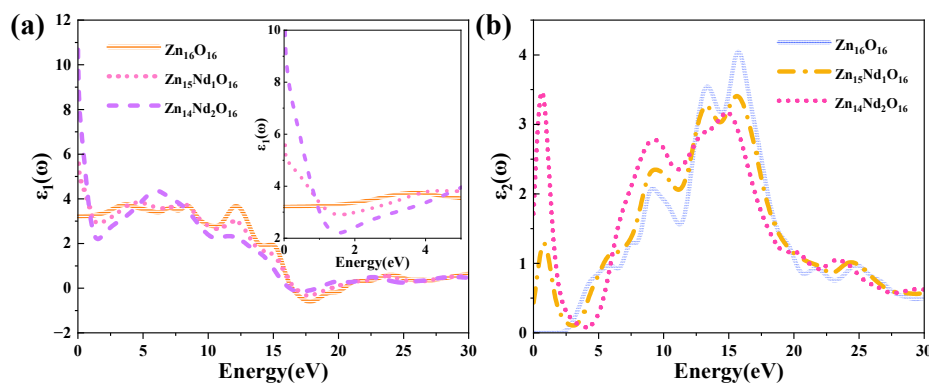 (a)
12
10
8
6
4
2
0
−2
ε₁(ω)
0
5
10
15
20
25
30
Energy(eV)
Zn₁₆O₁₆
Zn₁₅Nd₁O₁₆
Zn₁₄Nd₂O₁₆
10
8
6
4
2
ε₁(ω)
0
2
4
Energy(eV)
(b)
4
3
2
1
0
ε₂(ω)
0
5
10
15
20
25
30
Energy(eV)
Zn₁₆O₁₆
Zn₁₅Nd₁O₁₆
Zn₁₄Nd₂O₁₆